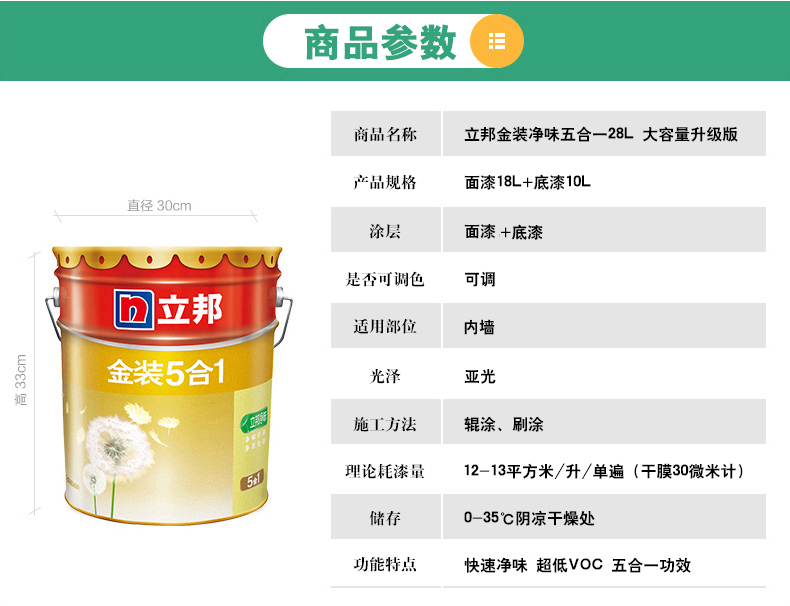 商品参数
商品名称 立邦金装净味五合一28L 大容量升级版
产品规格 面漆18L+底漆10L
涂层 面漆+底漆
是否可调色 可调
适用部位 内墙
光泽 亚光
施工方法 辊涂、刷涂
理论耗漆量 12-13平方米/升/单遍（干膜30微米计）
储存 0-35℃阴凉干燥处
功能特点 快速净味 超低VOC 五合一功效
直径 30cm
高 33cm
n立邦
金装5合1
5合1